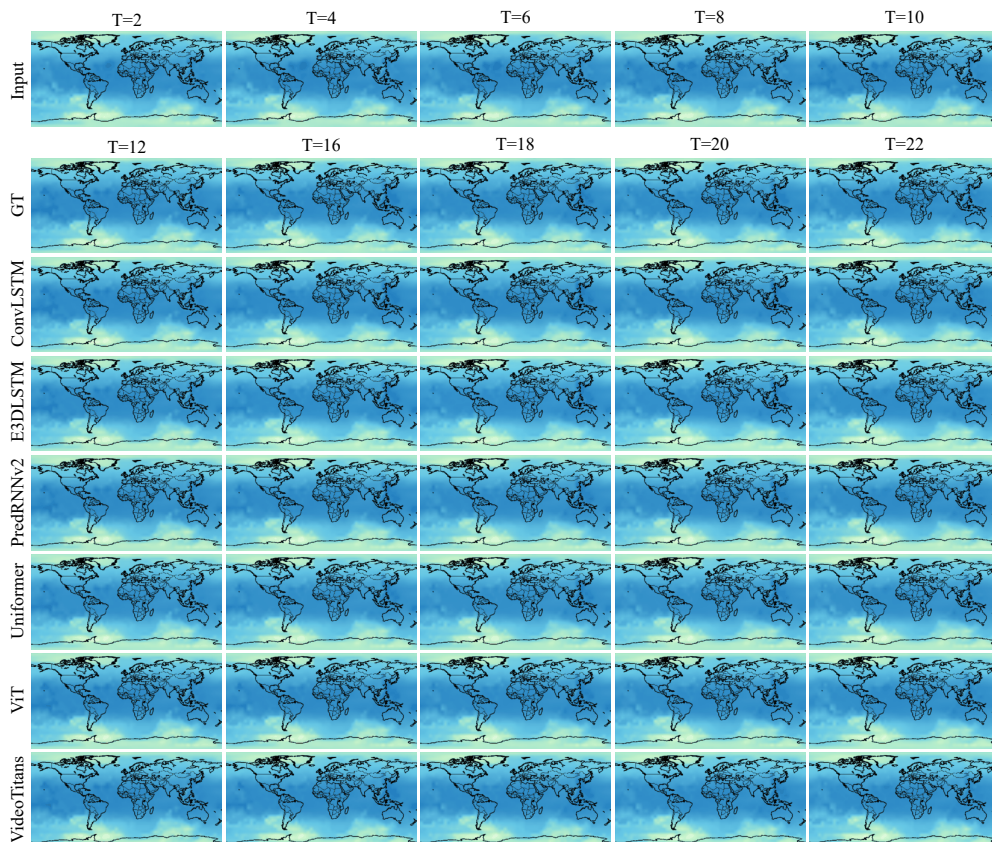 T=2 T=4 T=6 T=8 T=10
Input
T=12 T=16 T=18 T=20 T=22
GT
ConvLSTM
E3DLSTM
PredRNNv2
Uniformer
ViT
VideoTitans